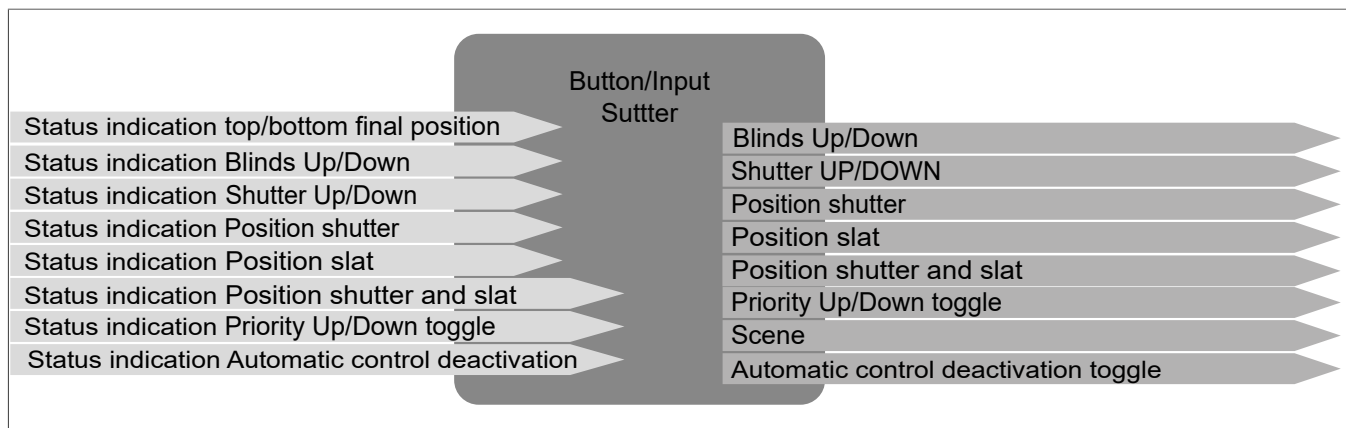 Button/Input
Suttter
Status indication top/bottom final position
Status indication Blinds Up/Down
Status indication Shutter Up/Down
Status indication Position shutter
Status indication Position slat
Status indication Position shutter and slat
Status indication Priority Up/Down toggle
Status indication Automatic control deactivation
Blinds Up/Down
Shutter UP/DOWN
Position shutter
Position slat
Position shutter and slat
Priority Up/Down toggle
Scene
Automatic control deactivation toggle